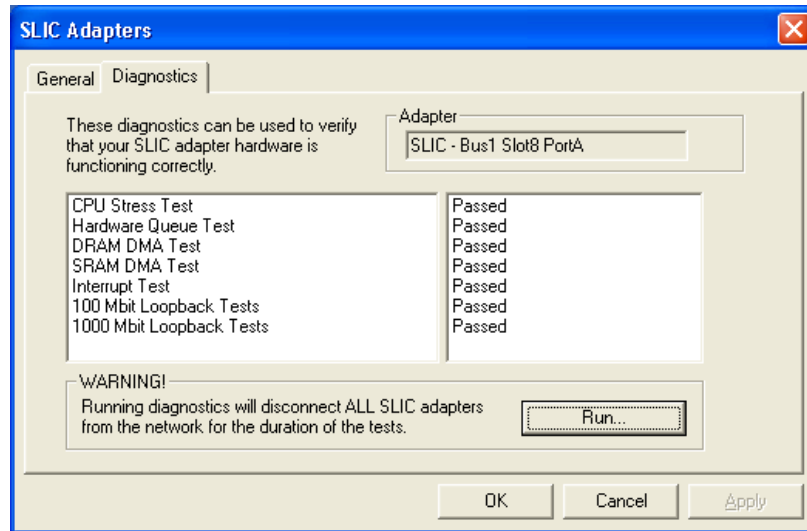 SLIC Adapters
General
Diagnostics
These diagnostics can be used to verify
that your SLIC adapter hardware is
functioning correctly.
Adapter
SLIC - Bus1 Slot8 PortA
CPU Stress Test
Passed
Hardware Queue Test
Passed
DRAM DMA Test
Passed
SRAM DMA Test
Passed
Interrupt Test
Passed
100 Mbit Loopback Tests
Passed
1000 Mbit Loopback Tests
Passed
WARNING!
Running diagnostics will disconnect ALL SLIC adapters
from the network for the duration of the tests.
Run...
OK
Cancel
Apply